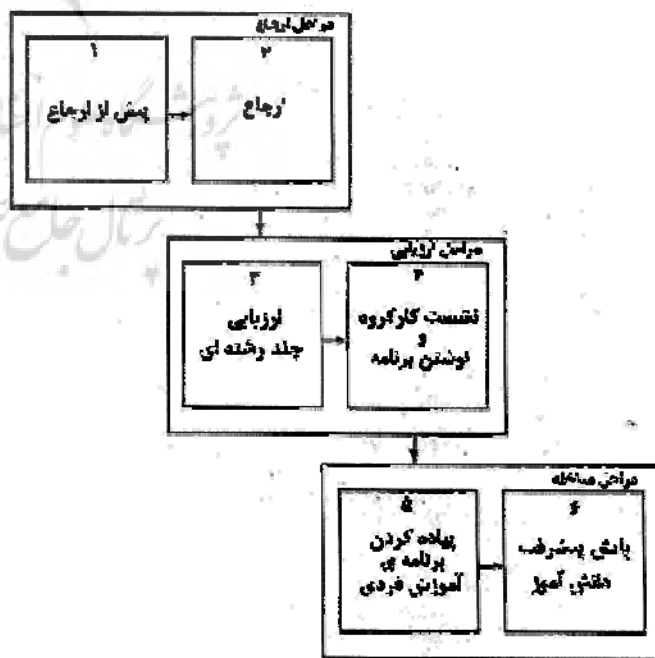 مراحل ارجاع
۱
پیش از ارجاع
۲
ارجاع
مراحل ارزیابی
۳
ارزیابی
چند رشته ای
۴
نشست کارگروه
و
نوشتن برنامه
مراحل مداخله
۵
پیاده کردن
برنامه ی
آموزش فردی
۶
پایش پیشرفت
دانش آموز